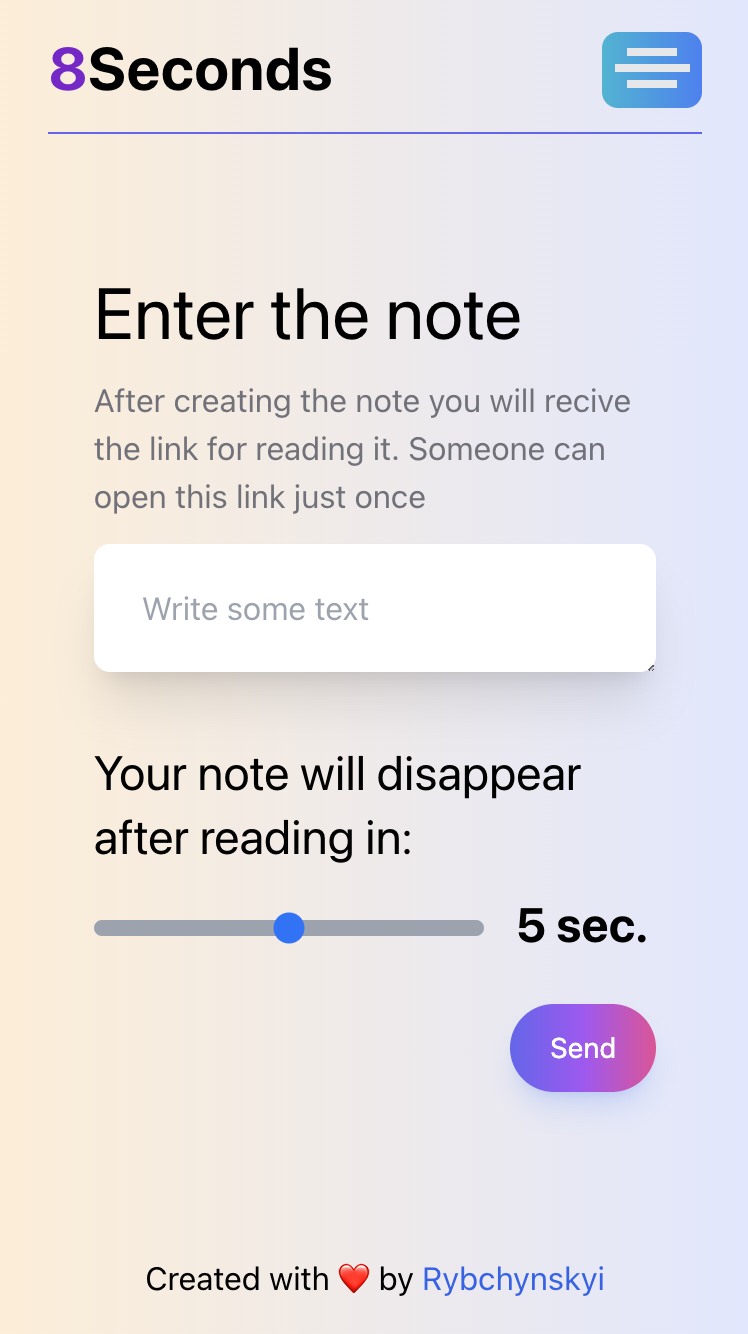 8Seconds
Enter the note
After creating the note you will recive
the link for reading it. Someone can
open this link just once
Write some text
Your note will disappear
after reading in:
5 sec.
Send
Created with ❤️ by Rybchynskyi